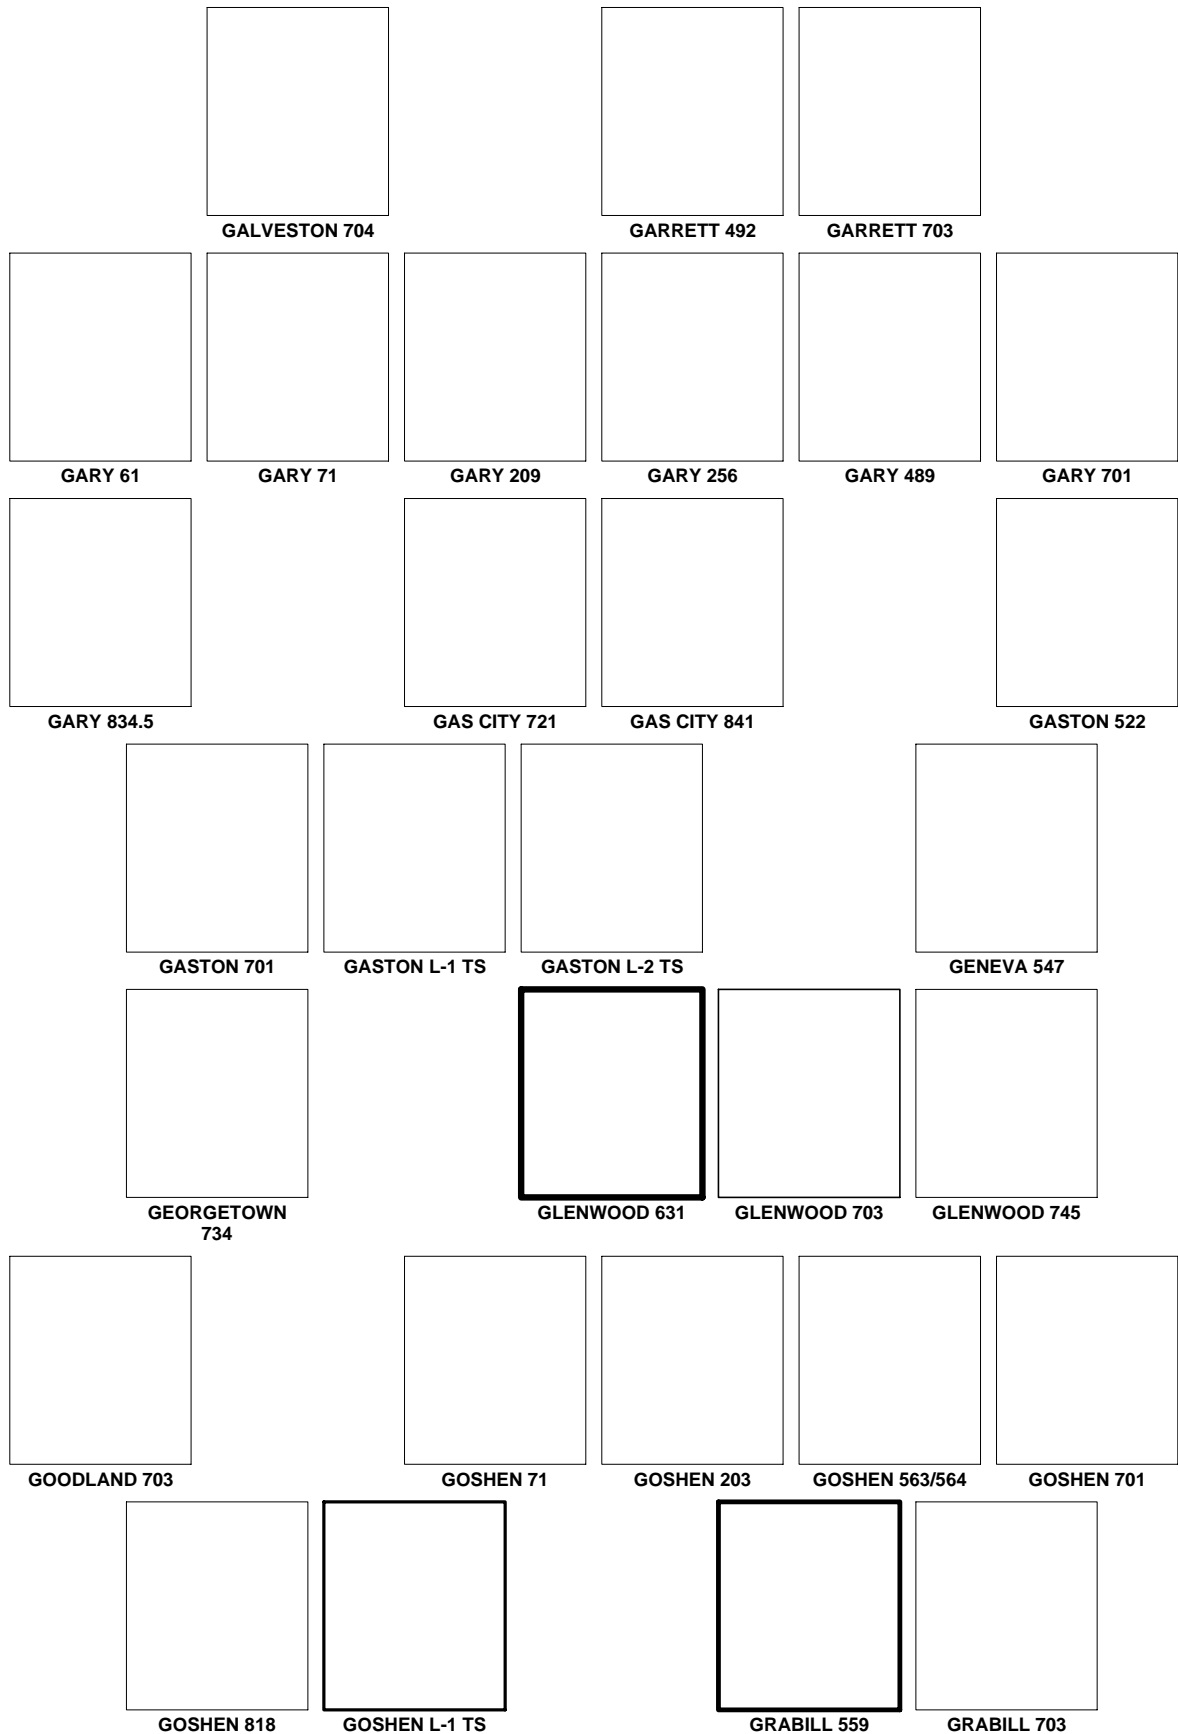 GALVESTON 704
GARRETT 492
GARRETT 703
GARY 61
GARY 71
GARY 209
GARY 256
GARY 489
GARY 701
GARY 834.5
GAS CITY 721
GAS CITY 841
GASTON 522
GASTON 701
GASTON L-1 TS
GASTON L-2 TS
GENEVA 547
GEORGETOWN
734
GLENWOOD 631
GLENWOOD 703
GLENWOOD 745
GOODLAND 703
GOSHEN 71
GOSHEN 203
GOSHEN 563/564
GOSHEN 701
GOSHEN 818
GOSHEN L-1 TS
GRABILL 559
GRABILL 703